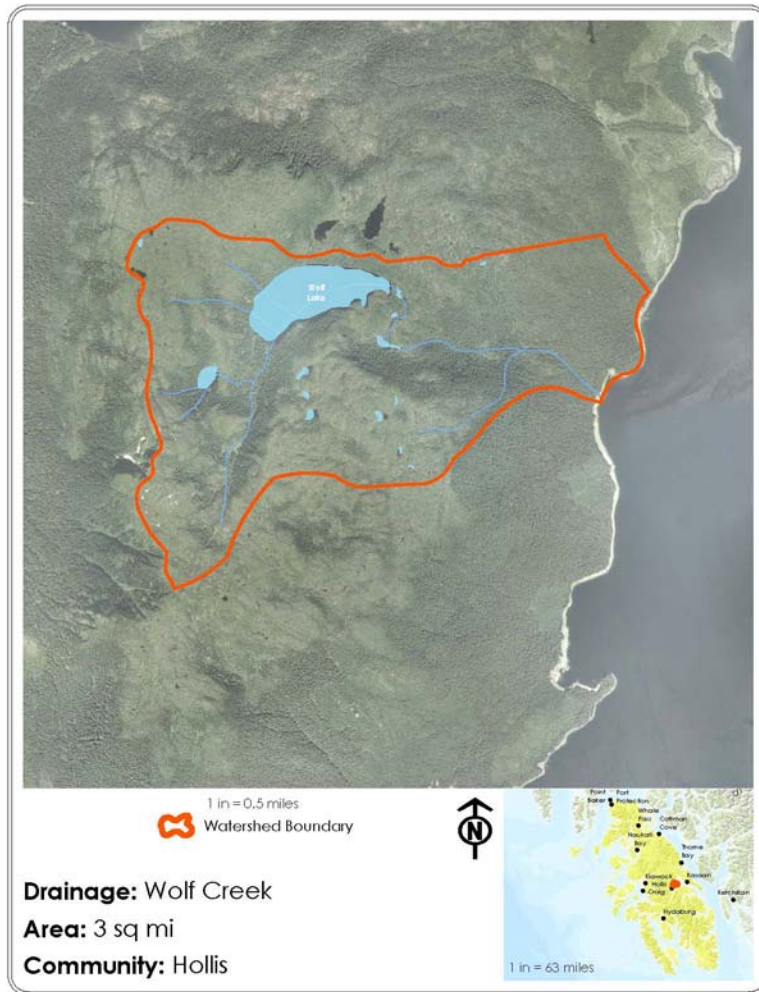 Wolf
Lake
1 in = 0.5 miles
Watershed Boundary
N
Drainage: Wolf Creek
Area: 3 sq mi
Community: Hollis
Point
Baker
Port
Protection
Whale
Pass
Coffman
Cove
Naukati
Bay
Thorne
Bay
Klawock
Kasaan
Hollis
Craig
Ketchikan
Hydaburg
1 in = 63 miles